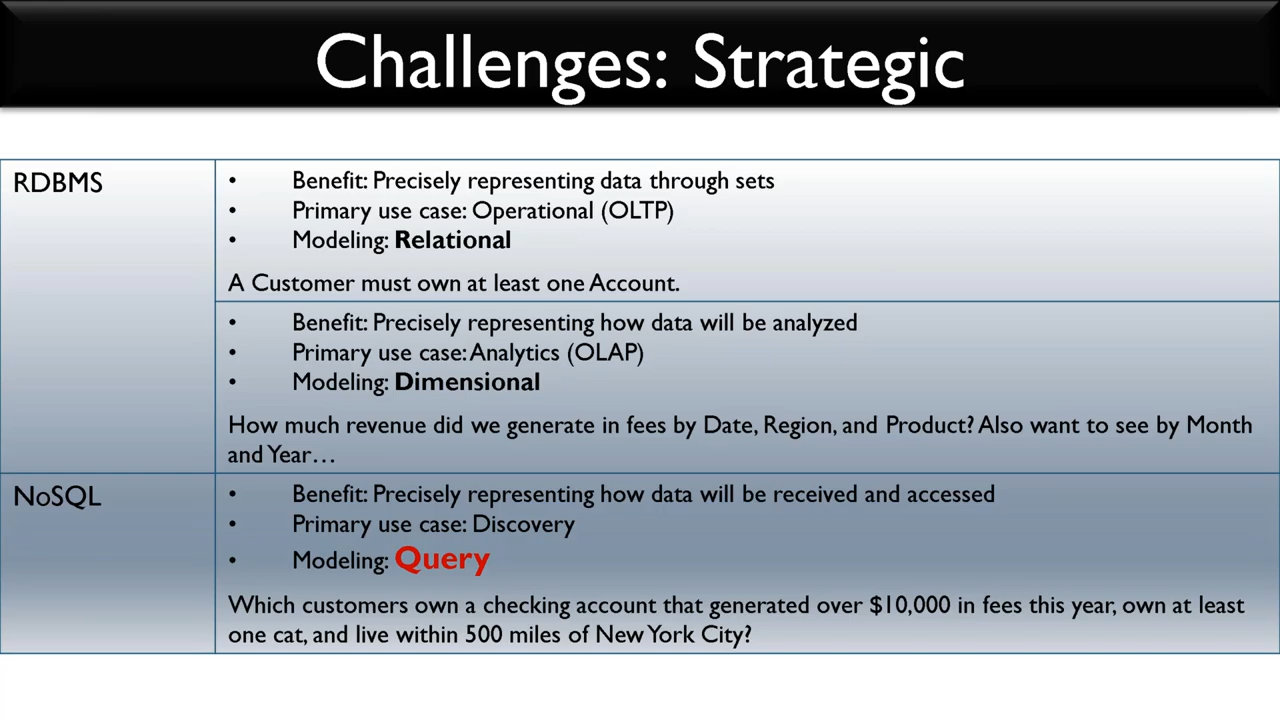 Challenges: Strategic
RDBMS
• Benefit: Precisely representing data through sets
• Primary use case: Operational (OLTP)
• Modeling: Relational
A Customer must own at least one Account.
• Benefit: Precisely representing how data will be analyzed
• Primary use case: Analytics (OLAP)
• Modeling: Dimensional
How much revenue did we generate in fees by Date, Region, and Product? Also want to see by Month
and Year…
NoSQL
• Benefit: Precisely representing how data will be received and accessed
• Primary use case: Discovery
• Modeling: Query
Which customers own a checking account that generated over $10,000 in fees this year, own at least
one cat, and live within 500 miles of New York City?